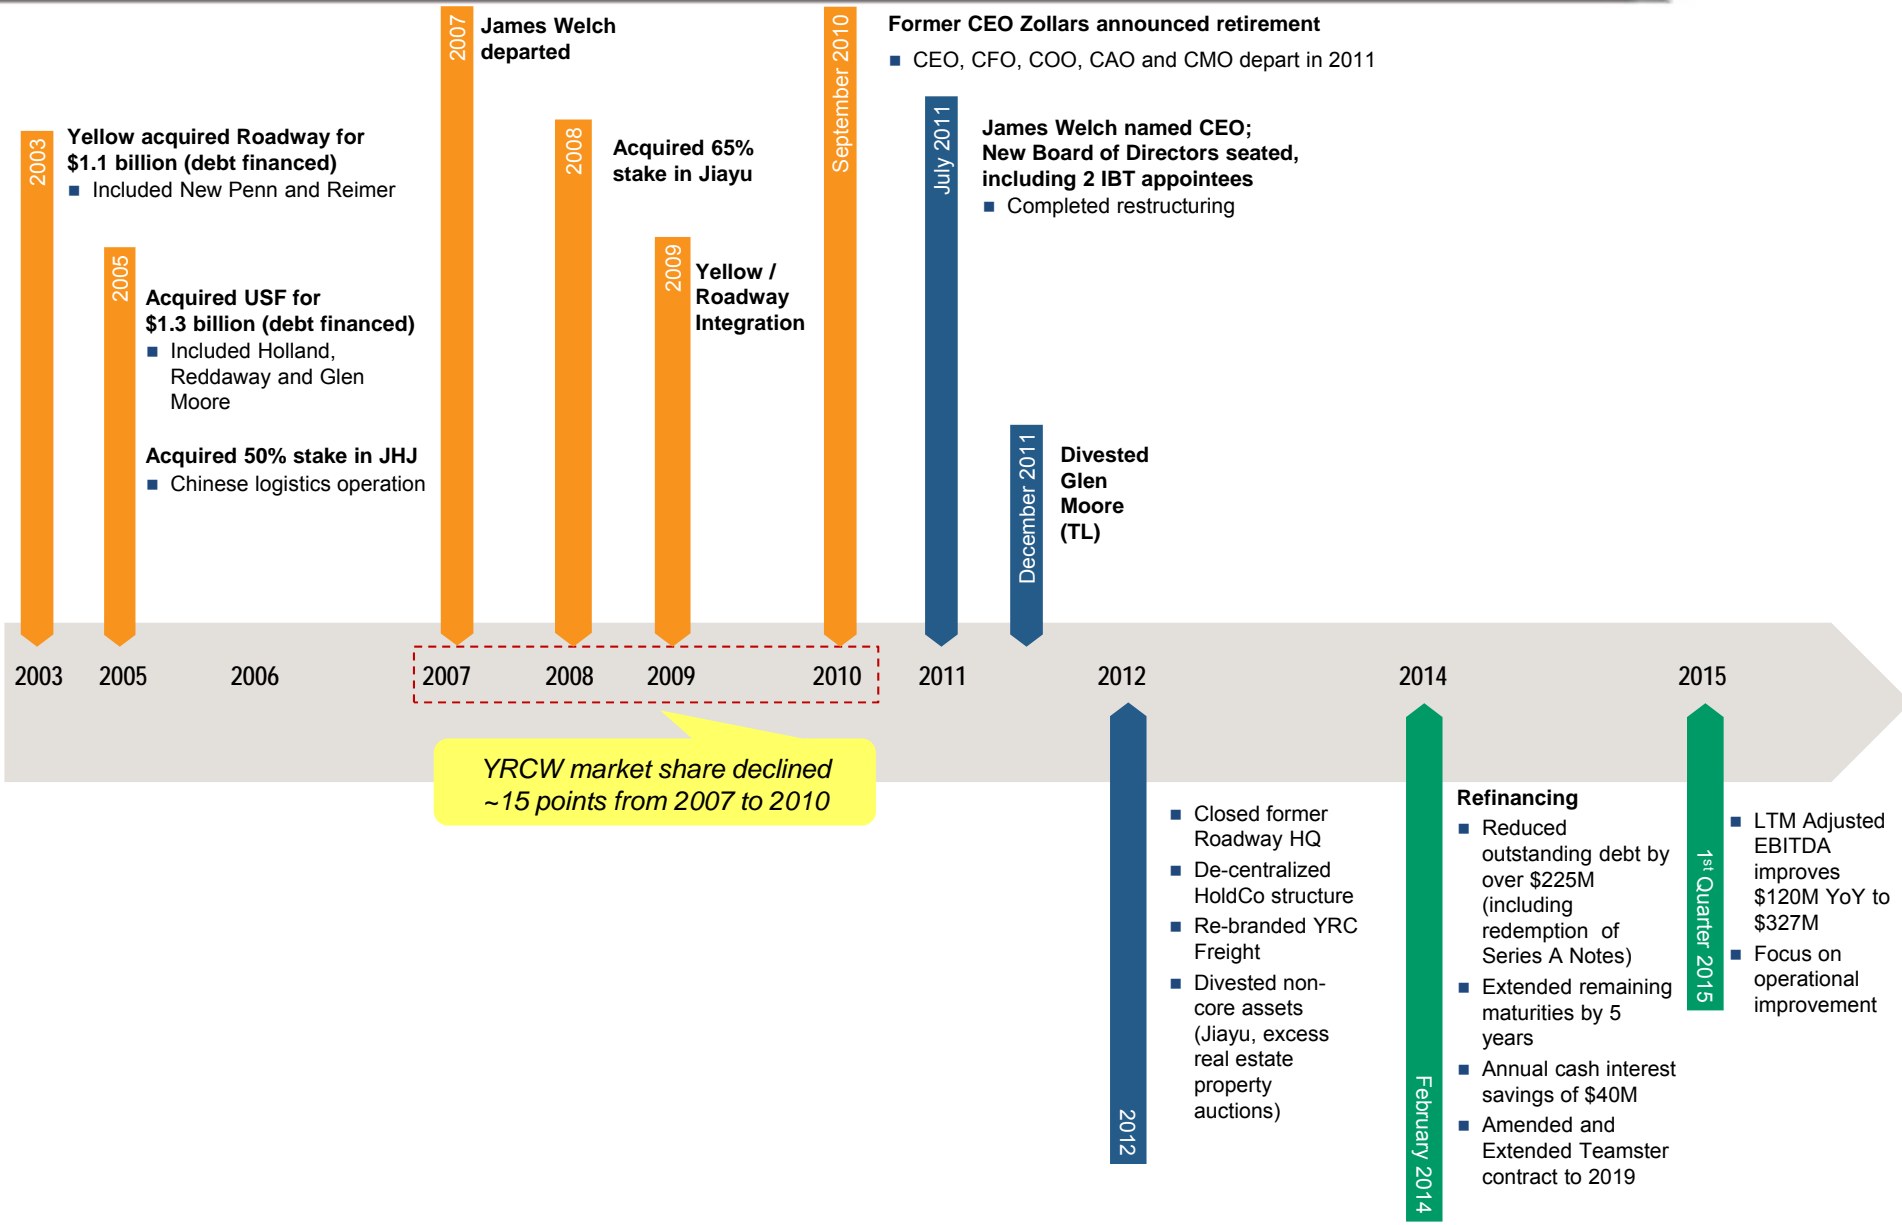 2003
Yellow acquired Roadway for
$1.1 billion (debt financed)
■ Included New Penn and Reimer
2005
Acquired USF for
$1.3 billion (debt financed)
■ Included Holland,
Reddaway and Glen
Moore
Acquired 50% stake in JHJ
■ Chinese logistics operation
2007
James Welch
departed
2008
Acquired 65%
stake in Jiayu
2009
Yellow /
Roadway
Integration
September 2010
Former CEO Zollars announced retirement
■ CEO, CFO, COO, CAO and CMO depart in 2011
July 2011
James Welch named CEO;
New Board of Directors seated,
including 2 IBT appointees
■ Completed restructuring
December 2011
Divested
Glen
Moore
(TL)
2003 2005 2006 2007 2008 2009 2010 2011 2012 2014 2015
YRCW market share declined
~15 points from 2007 to 2010
2012
■ Closed former
Roadway HQ
■ De-centralized
HoldCo structure
■ Re-branded YRC
Freight
■ Divested non-
core assets
(Jiayu, excess
real estate
property
auctions)
February 2014
Refinancing
■ Reduced
outstanding debt by
over $225M
(including
redemption of
Series A Notes)
■ Extended remaining
maturities by 5
years
■ Annual cash interest
savings of $40M
■ Amended and
Extended Teamster
contract to 2019
1st Quarter 2015
■ LTM Adjusted
EBITDA
improves
$120M YoY to
$327M
■ Focus on
operational
improvement